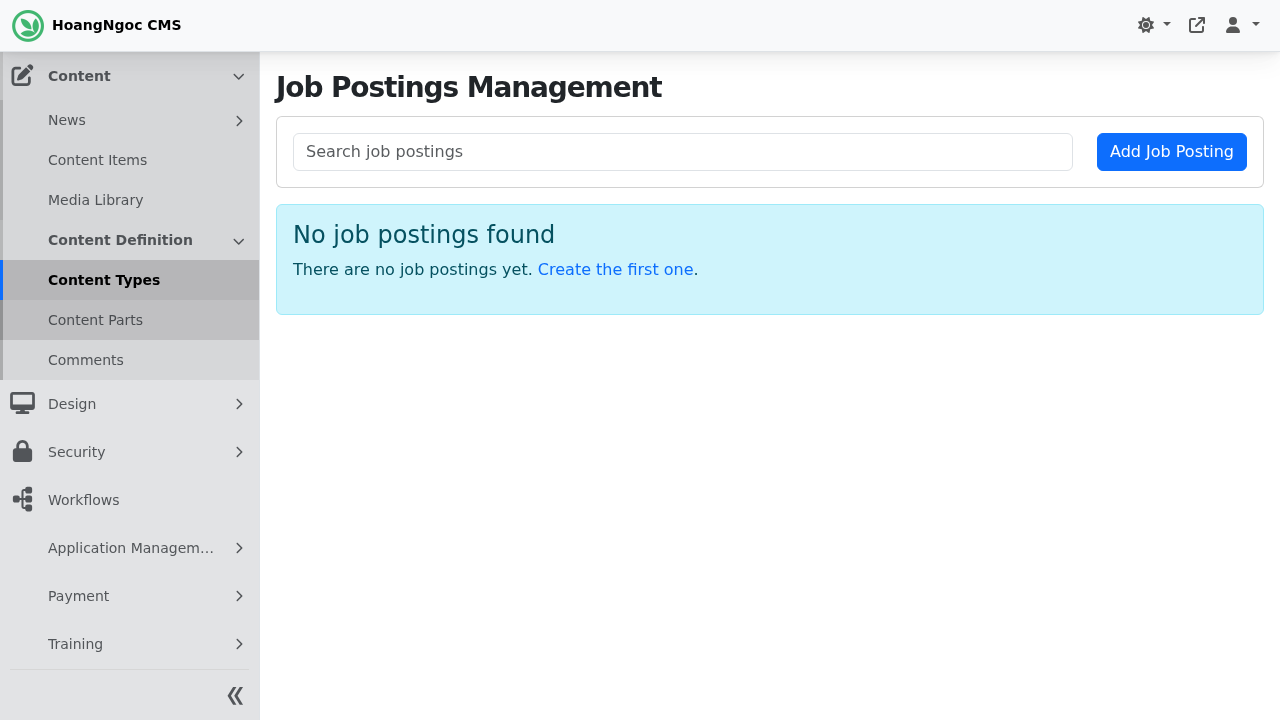 HoangNgoc CMS
Content
News
Content Items
Media Library
Content Definition
Content Types
Content Parts
Comments
Design
Security
Workflows
Application Managem...
Payment
Training
Job Postings Management
Search job postings
Add Job Posting
No job postings found
There are no job postings yet. Create the first one.